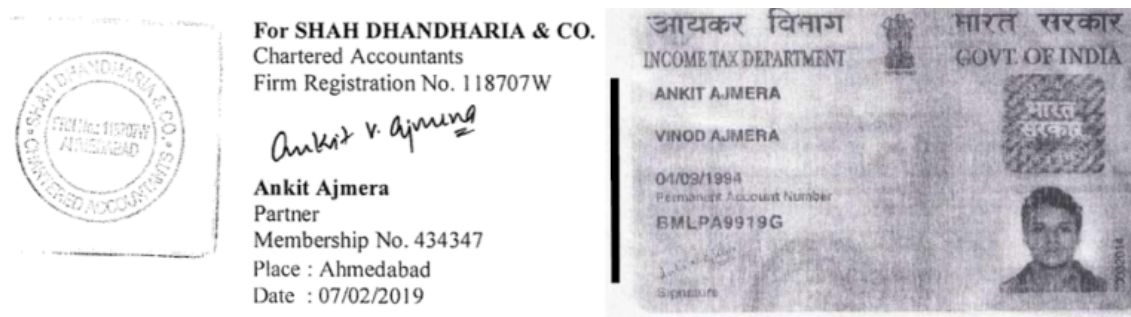 SHAH DHANDHARIA & CO.
CHARTERED ACCOUNTANTS
FRN No.: 118707W
AHMEDABAD
For SHAH DHANDHARIA & CO.
Chartered Accountants
Firm Registration No. 118707W
Ankit V. Ajmera
Ankit Ajmera
Partner
Membership No. 434347
Place : Ahmedabad
Date : 07/02/2019
आयकर विभाग
INCOME TAX DEPARTMENT
भारत सरकार
GOVT. OF INDIA
ANKIT AJMERA
VINOD AJMERA
04/09/1994
Permanent Account Number
BMLPA9919G
Signature
भारत
सरकार